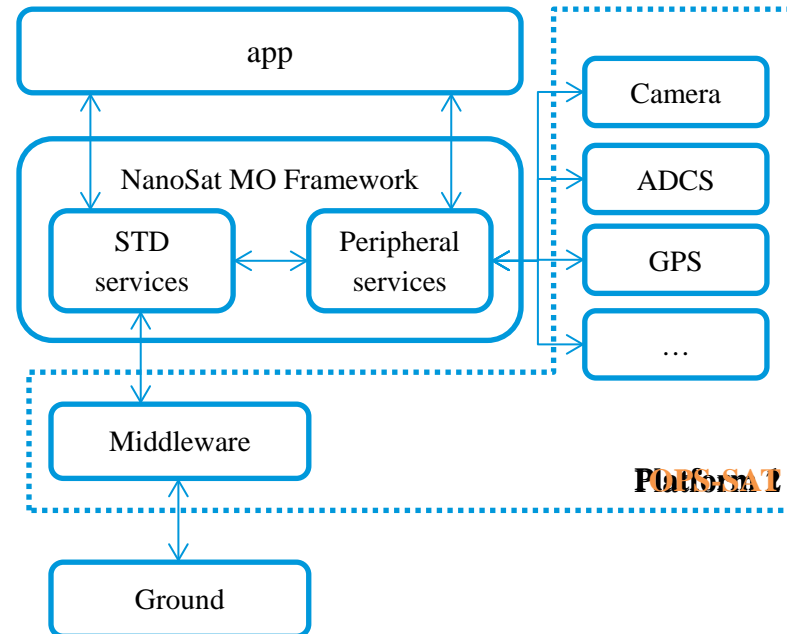 app
Camera
NanoSat MO Framework
ADCS
STD
services
Peripheral
services
GPS
…
Middleware
Ground